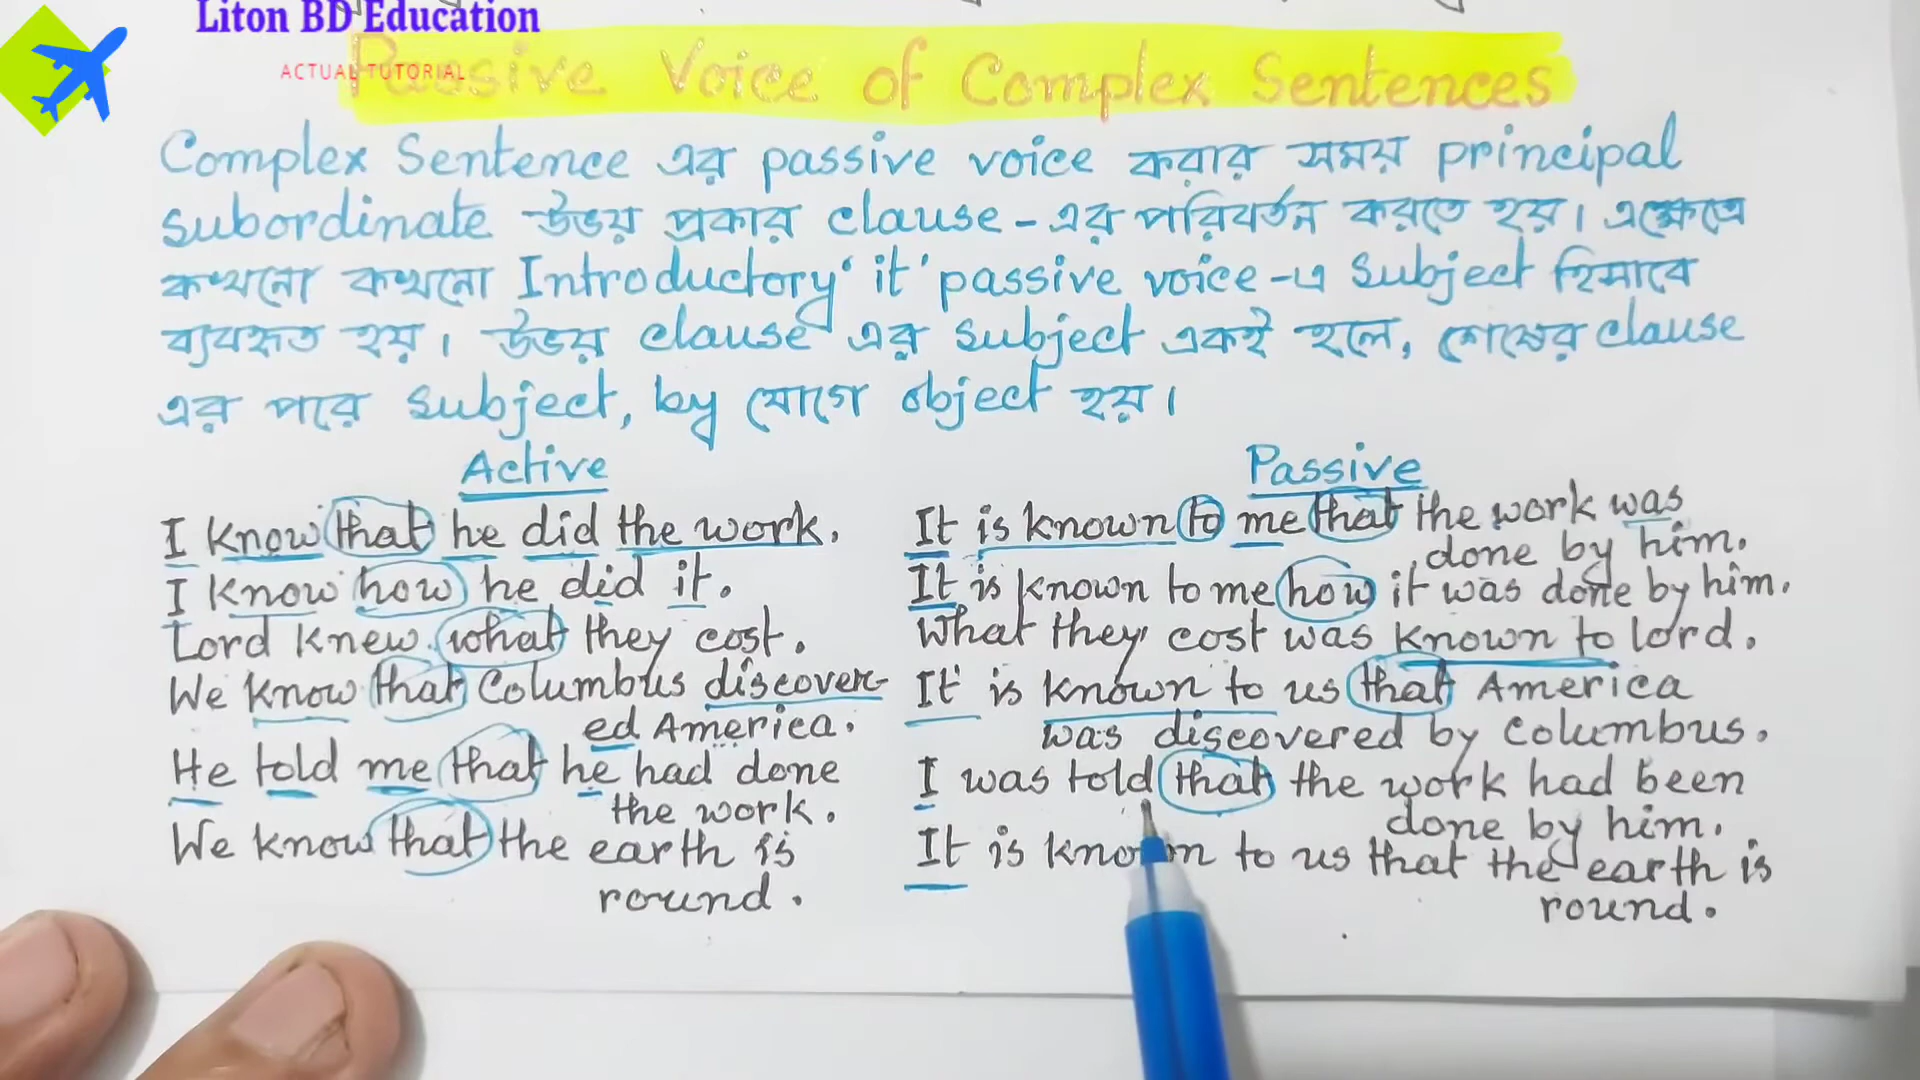 Liton BD Education
ACTUAL TUTORIAL
Passive Voice of Complex Sentences
Complex Sentence এর passive voice করার সময় principal
subordinate উভয় প্রকার clause-এর পরিবর্তন করতে হয়। এক্ষেত্রে
কখনো কখনো Introductory 'it' passive voice-এ subject হিসাবে
ব্যবহৃত হয়। উভয় clause এর subject একই হলে, শেষের clause
এর পরে subject, by যোগে object হয়।
Active
I know that he did the work.
I know how he did it.
Lord knew what they cost.
We know that Columbus discover-
ed America.
He told me that he had done
the work.
We know that the earth is
round.
Passive
It is known to me that the work was
done by him.
It is known to me how it was done by him.
What they cost was known to lord.
It is known to us that America
was discovered by Columbus.
I was told that the work had been
done by him.
It is known to us that the earth is
round.